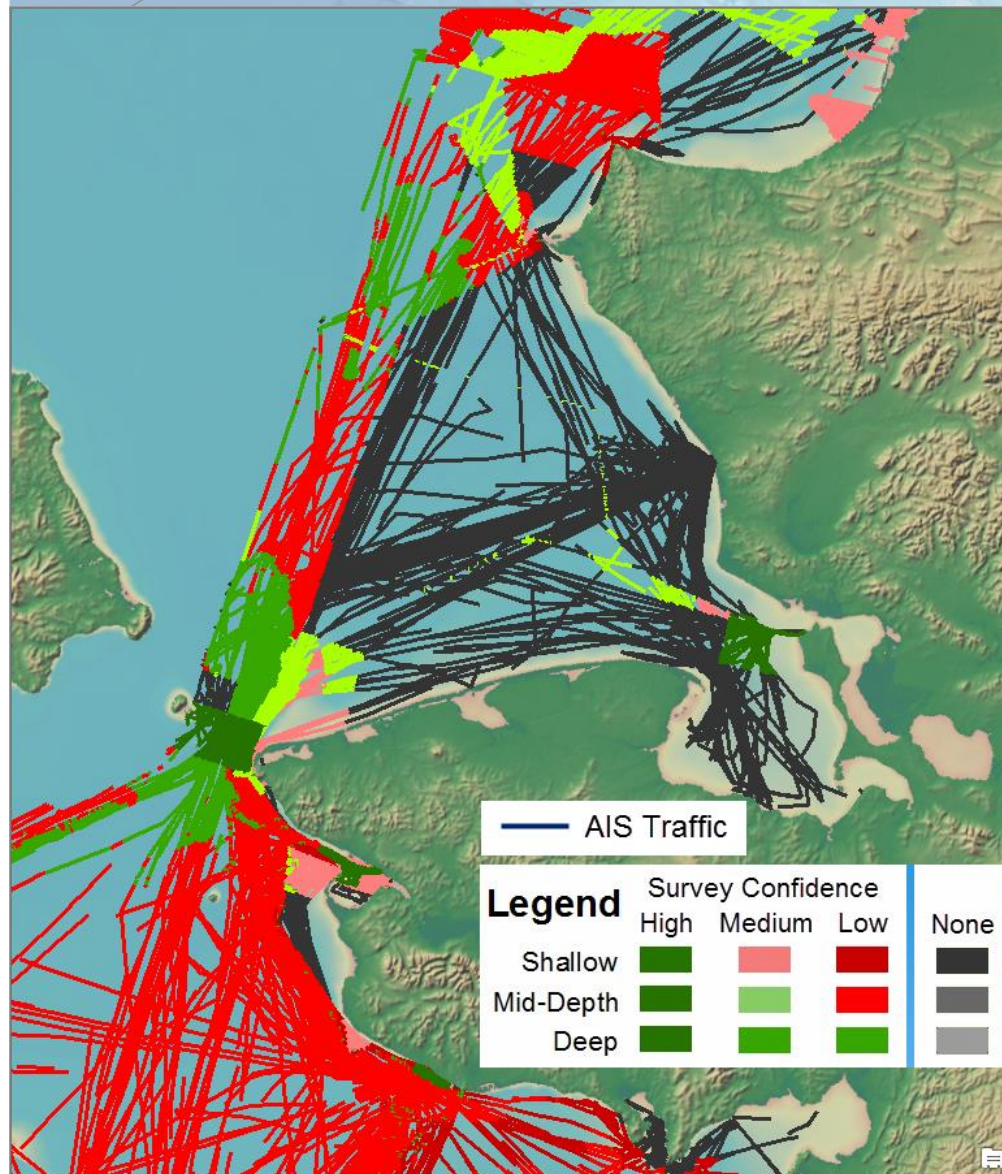 AIS Traffic
Legend
Survey Confidence
High Medium Low None
Shallow
Mid-Depth
Deep